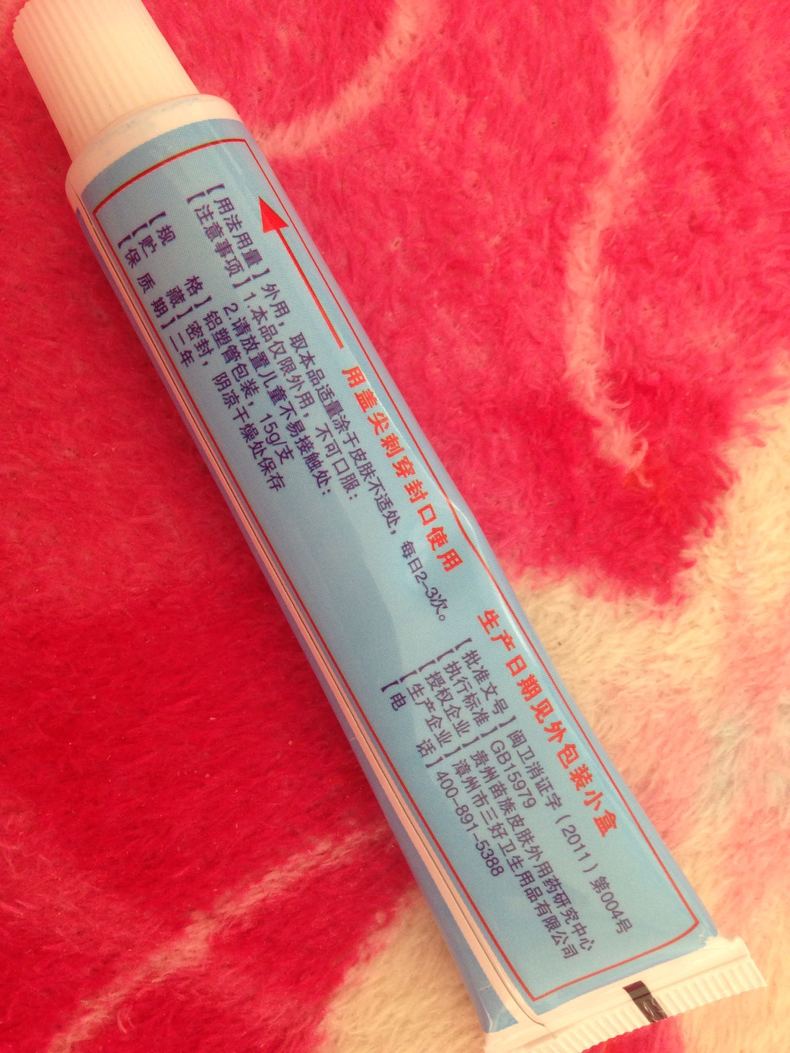 用盖尖刺穿封口使用 生产日期见外包装小盒
【用法用量】外用，取本品适量涂于皮肤不适处，每日2-3次。
【注意事项】1.本品仅限外用，不可口服；
2.请放置儿童不易接触处；
【规格】铝塑管包装，15g/支
【贮藏】密封，阴凉干燥处保存
【保质期】二年
【批准文号】闽卫消证字（2011）第004号
【执行标准】GB15979
【授权企业】贵州苗族皮肤外用药研究中心
【生产企业】漳州市三好卫生用品有限公司
【电话】400-891-5388